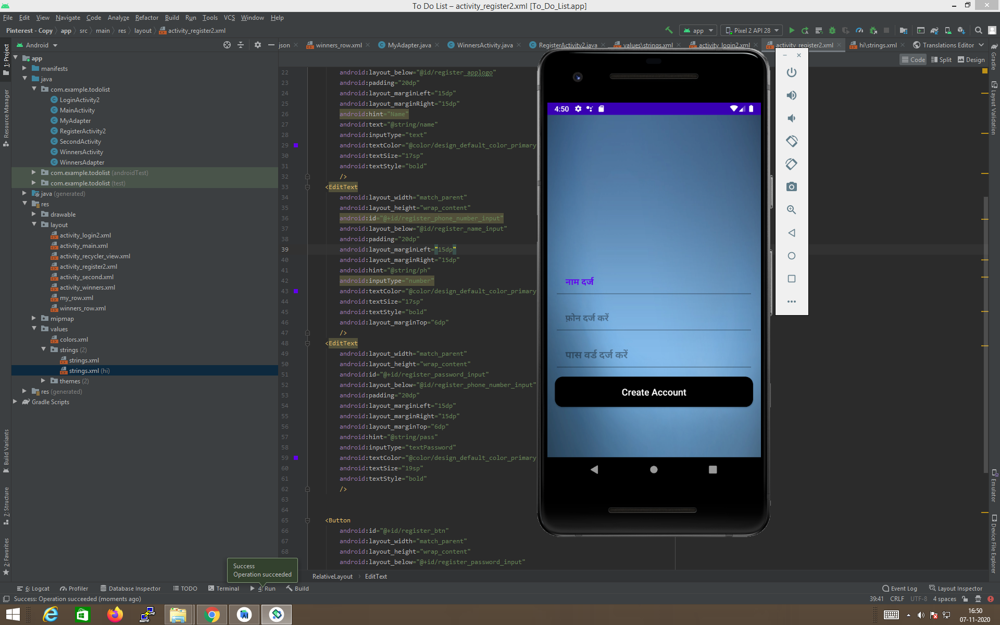 To Do List – activity_register2.xml [To_Do_List.app]
File Edit View Navigate Code Analyze Refactor Build Run Tools VCS Window Help
Pinterest - Copy app src main res layout activity_register2.xml
app
Pixel 2 API 28
Android
json winners_row.xml MyAdapter.java WinnersActivity.java RegisterActivity2.java values\strings.xml activity_login2.xml activity_register2.xml hi\strings.xml Translations Editor
Code Split Design
1: Project
Resource Manager
Build Variants
7: Structure
2: Favorites
app
manifests
java
com.example.todolist
LoginActivity2
MainActivity
MyAdapter
RegisterActivity2
SecondActivity
WinnersActivity
WinnersAdapter
com.example.todolist (androidTest)
com.example.todolist (test)
java (generated)
res
drawable
layout
activity_login2.xml
activity_main.xml
activity_recycler_view.xml
activity_register2.xml
activity_second.xml
activity_winners.xml
my_row.xml
winners_row.xml
mipmap
values
colors.xml
strings (2)
strings.xml
strings.xml (hi)
themes (2)
res (generated)
Gradle Scripts
22 android:layout_below="@id/register_applogo"
23 android:padding="20dp"
24 android:layout_marginLeft="15dp"
25 android:layout_marginRight="15dp"
26 android:hint="Name"
27 android:text="@string/name"
28 android:inputType="text"
29 android:textColor="@color/design_default_color_primary
30 android:textSize="17sp"
31 android:textStyle="bold"
32 />
33 <EditText
34 android:layout_width="match_parent"
35 android:layout_height="wrap_content"
36 android:id="@+id/register_phone_number_input"
37 android:layout_below="@id/register_name_input"
38 android:padding="20dp"
39 android:layout_marginLeft="15dp"
40 android:layout_marginRight="15dp"
41 android:hint="@string/ph"
42 android:inputType="number"
43 android:textColor="@color/design_default_color_primary
44 android:textSize="17sp"
45 android:textStyle="bold"
46 android:layout_marginTop="6dp"
47 />
48 <EditText
49 android:layout_width="match_parent"
50 android:layout_height="wrap_content"
51 android:id="@+id/register_password_input"
52 android:layout_below="@id/register_phone_number_input"
53 android:padding="20dp"
54 android:layout_marginLeft="15dp"
55 android:layout_marginRight="15dp"
56 android:layout_marginTop="6dp"
57 android:hint="@string/pass"
58 android:inputType="textPassword"
59 android:textColor="@color/design_default_color_primary
60 android:textSize="19sp"
61 android:textStyle="bold"
62 />
63
64
65 <Button
66 android:id="@+id/register_btn"
67 android:layout_width="match_parent"
68 android:layout_height="wrap_content"
android:layout_below="@+id/register_password_input"
4:50
नाम दर्ज
फ़ोन दर्ज करें
पास वर्ड दर्ज करें
Create Account
Gradle
Layout Validation
Emulator
Device File Explorer
Success
Operation succeeded
RelativeLayout EditText
6: Logcat Profiler Database Inspector TODO Terminal 4: Run Build Event Log Layout Inspector
Success: Operation succeeded (moments ago) 39:41 CRLF UTF-8 4 spaces
16:50
07-11-2020